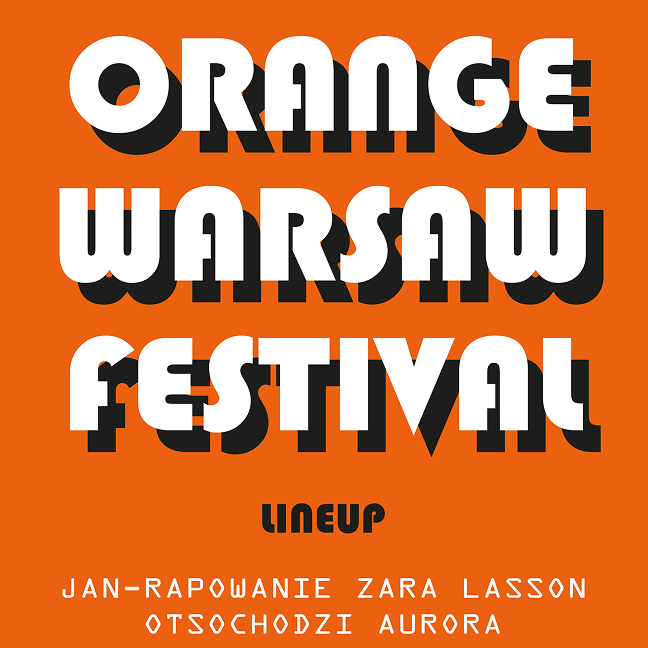 ORANGE
WARSAW
FESTIVAL
LINEUP
JAN-RAPOWANIE ZARA LASSON
OTSOCHODZI AURORA